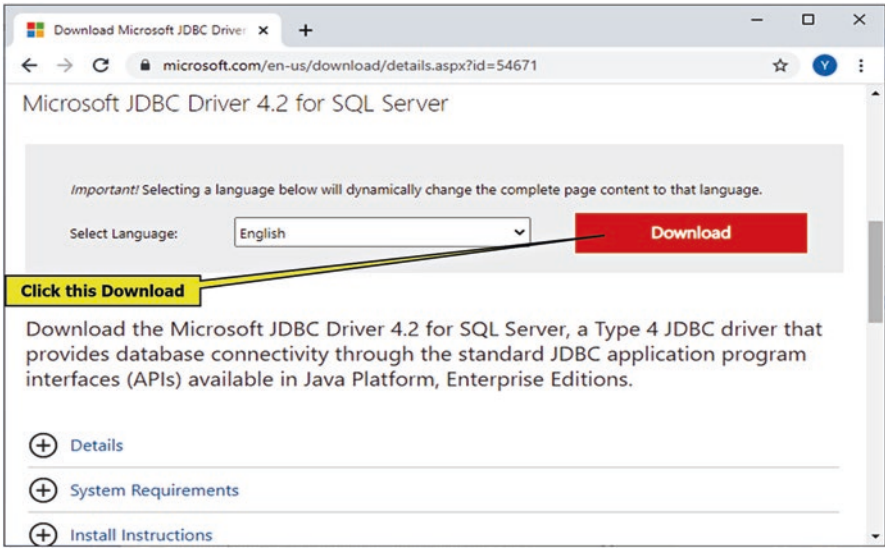 Download Microsoft JDBC Driver
microsoft.com/en-us/download/details.aspx?id=54671
Y
Microsoft JDBC Driver 4.2 for SQL Server
Important! Selecting a language below will dynamically change the complete page content to that language.
Select Language: English Download
Click this Download
Download the Microsoft JDBC Driver 4.2 for SQL Server, a Type 4 JDBC driver that
provides database connectivity through the standard JDBC application program
interfaces (APIs) available in Java Platform, Enterprise Editions.
Details
System Requirements
Install Instructions